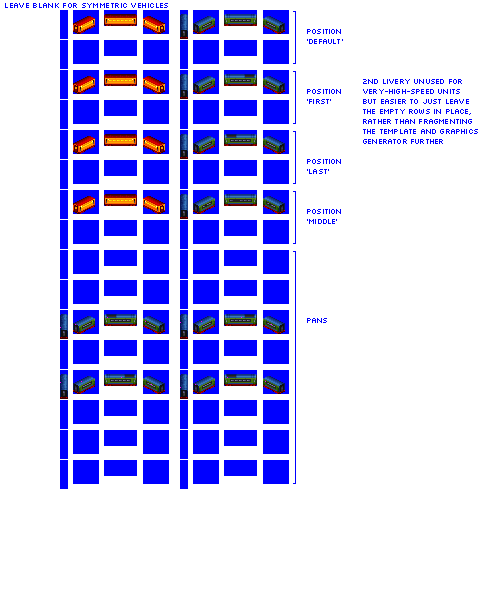 LEAVE BLANK FOR SYMMETRIC VEHICLES
POSITION
'DEFAULT'
POSITION
'FIRST'
2ND LIVERY UNUSED FOR
VERY-HIGH-SPEED UNITS
BUT EASIER TO JUST LEAVE
THE EMPTY ROWS IN PLACE,
RATHER THAN FRAGMENTING
THE TEMPLATE AND GRAPHICS
GENERATOR FURTHER
POSITION
'LAST'
POSITION
'MIDDLE'
PANS